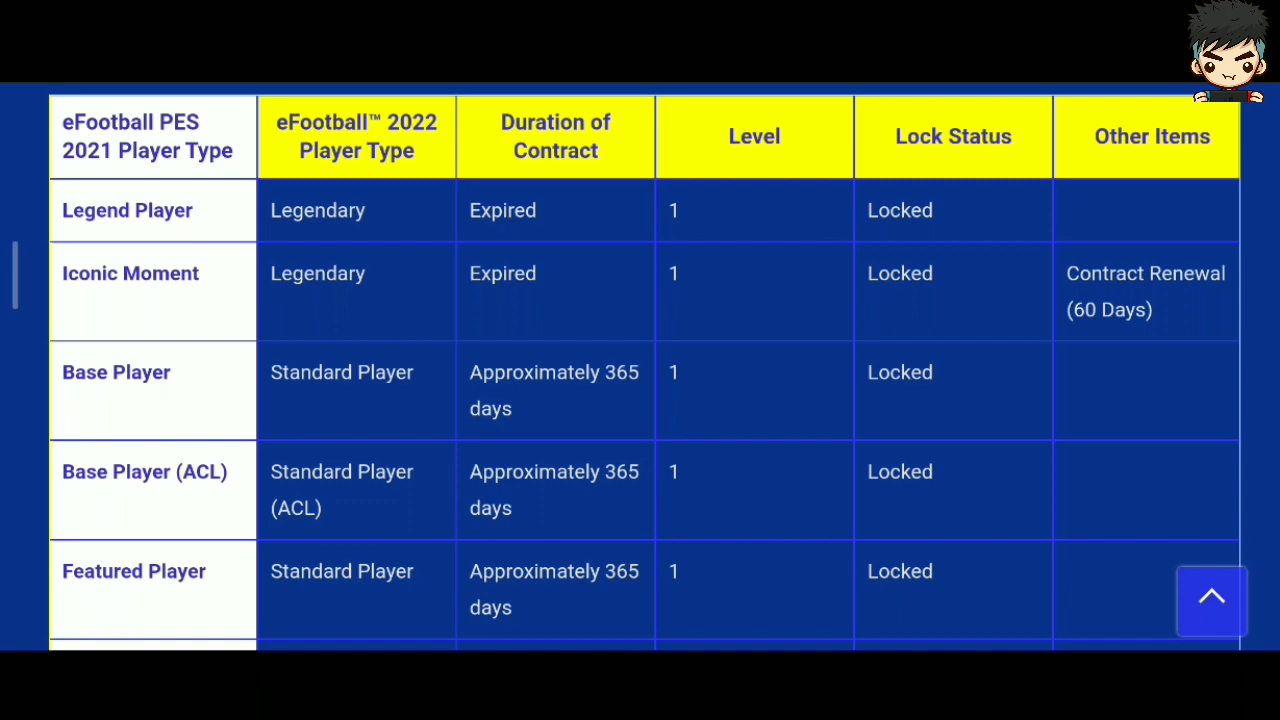 eFootball PES
2021 Player Type
eFootball™ 2022
Player Type
Duration of
Contract
Level
Lock Status
Other Items
Legend Player
Legendary
Expired
1
Locked
Iconic Moment
Legendary
Expired
1
Locked
Contract Renewal
(60 Days)
Base Player
Standard Player
Approximately 365
days
1
Locked
Base Player (ACL)
Standard Player
(ACL)
Approximately 365
days
1
Locked
Featured Player
Standard Player
Approximately 365
days
1
Locked